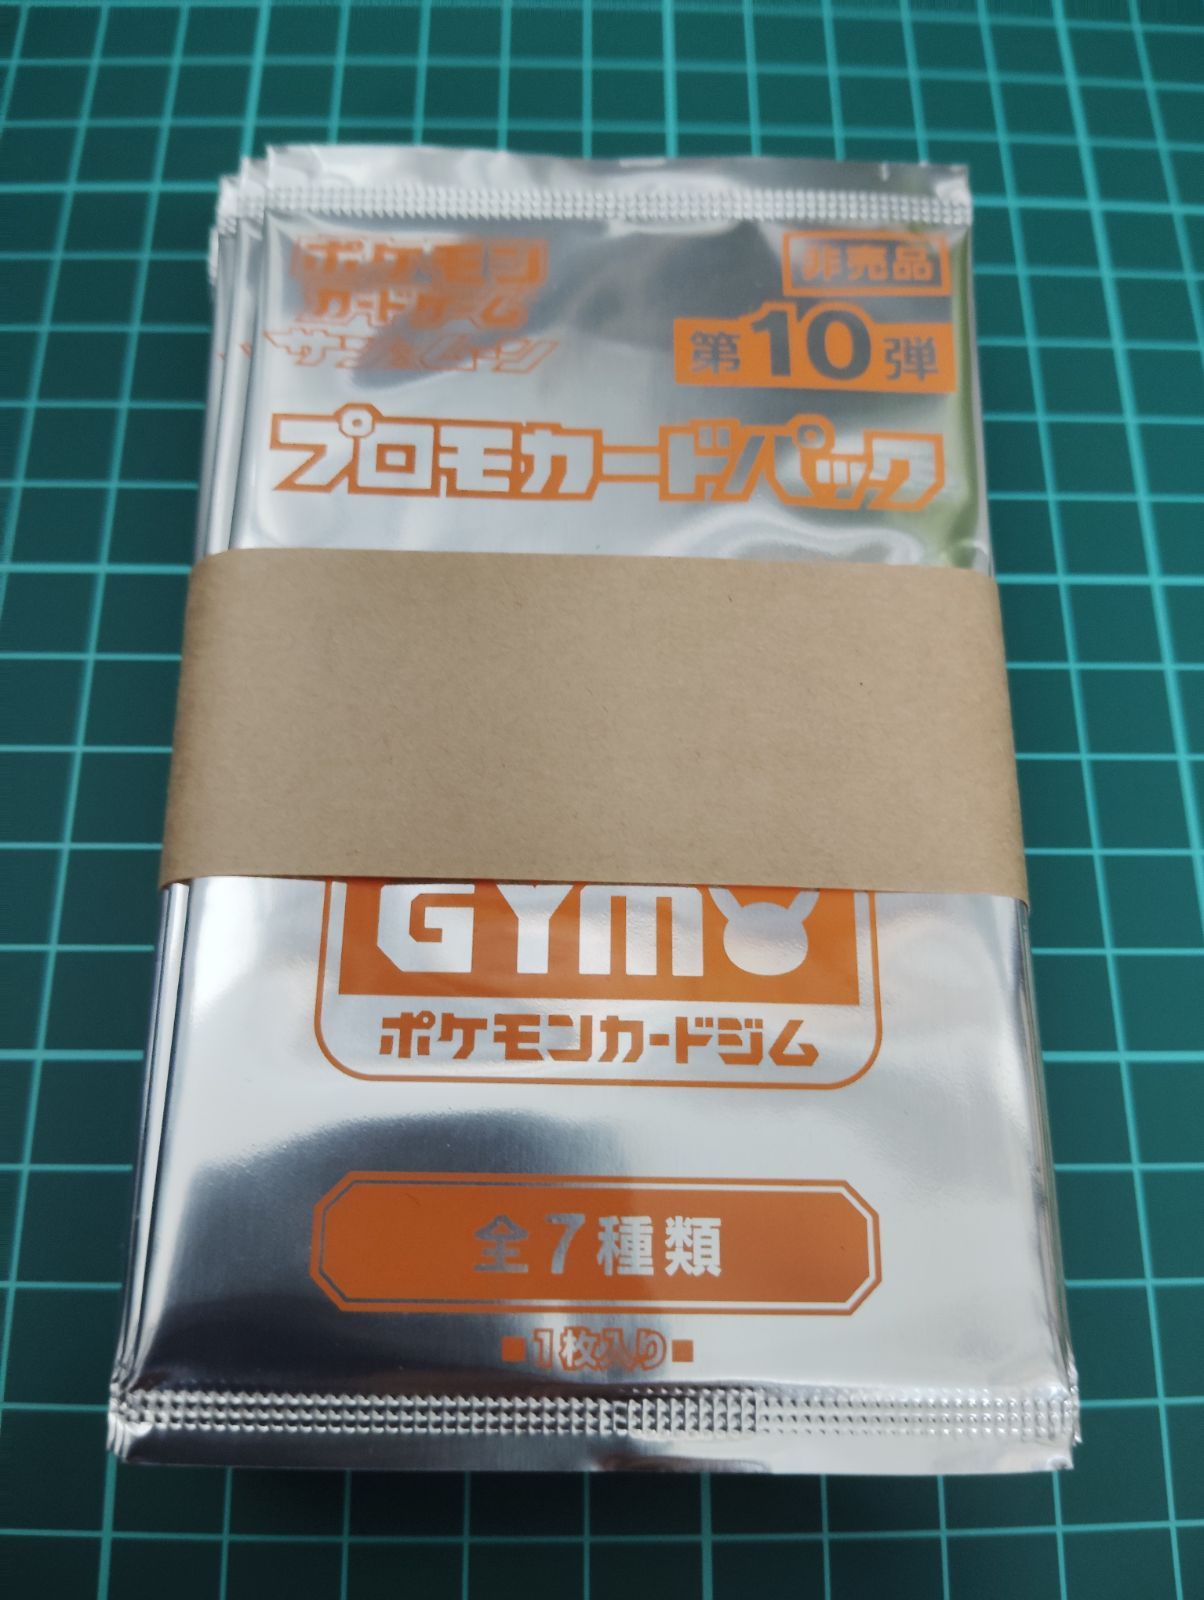 ポケモン
カードゲーム
サン&ムーン
非売品
第10弾
プロモカードパック
GYM
ポケモンカードジム
全7種類
■1枚入り■